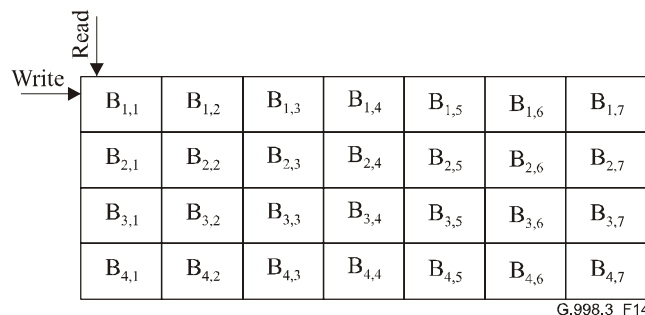 Read
Write
B1,1 B1,2 B1,3 B1,4 B1,5 B1,6 B1,7
B2,1 B2,2 B2,3 B2,4 B2,5 B2,6 B2,7
B3,1 B3,2 B3,3 B3,4 B3,5 B3,6 B3,7
B4,1 B4,2 B4,3 B4,4 B4,5 B4,6 B4,7
G.998.3_F14